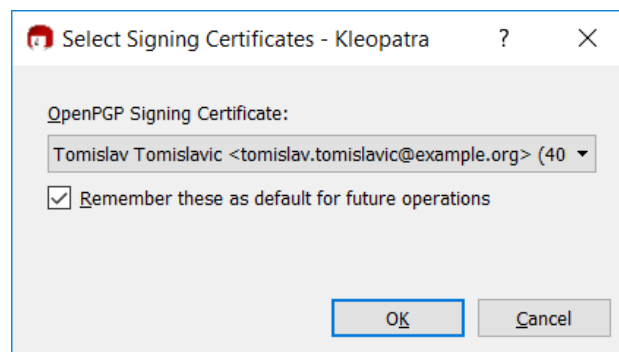 Select Signing Certificates - Kleopatra ?
OpenPGP Signing Certificate:
Tomislav Tomislavic <tomislav.tomislavic@example.org> (40
Remember these as default for future operations
OK Cancel